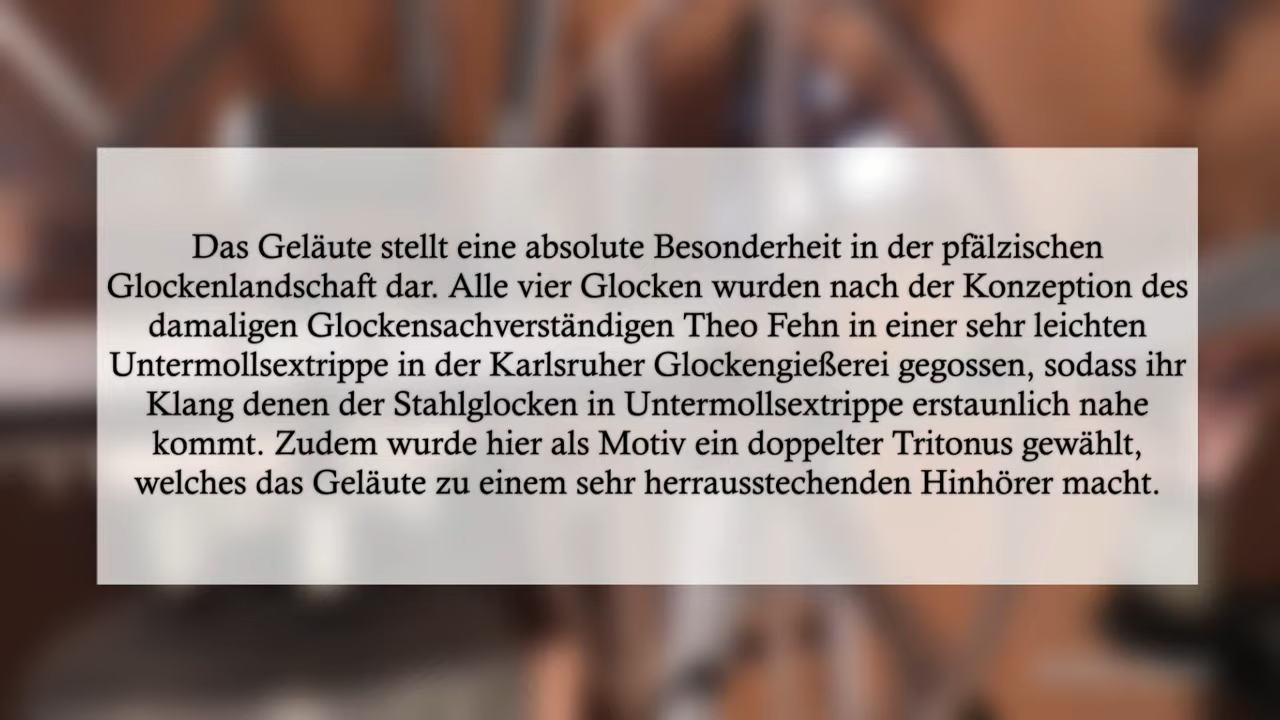 Das Geläute stellt eine absolute Besonderheit in der pfälzischen
Glockenlandschaft dar. Alle vier Glocken wurden nach der Konzeption des
damaligen Glockensachverständigen Theo Fehn in einer sehr leichten
Untermollsextrippe in der Karlsruher Glockengießerei gegossen, sodass ihr
Klang denen der Stahlglocken in Untermollsextrippe erstaunlich nahe
kommt. Zudem wurde hier als Motiv ein doppelter Tritonus gewählt,
welches das Geläute zu einem sehr herrausstechenden Hinhörer macht.